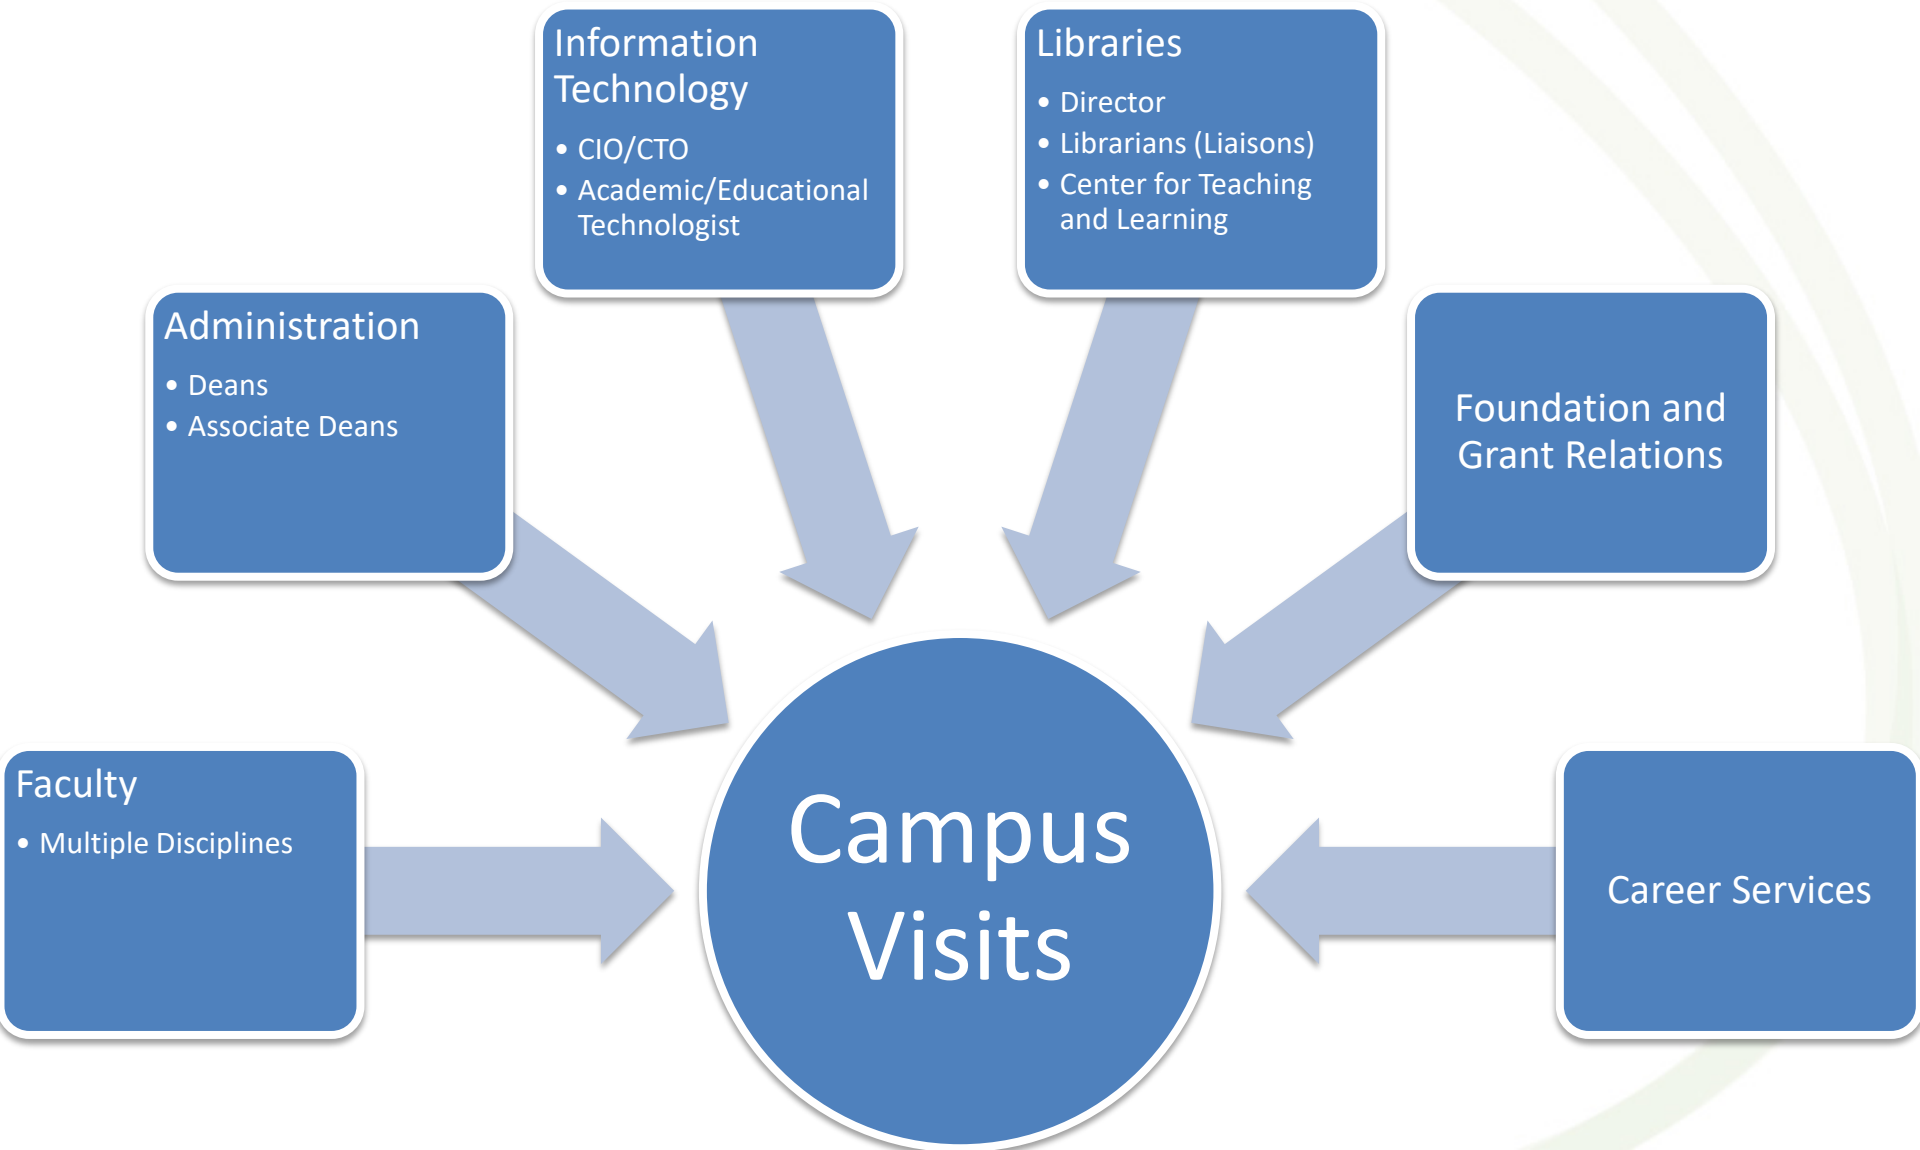 Information
Technology
• CIO/CTO
• Academic/Educational
Technologist
Libraries
• Director
• Librarians (Liaisons)
• Center for Teaching
and Learning
Administration
• Deans
• Associate Deans
Foundation and
Grant Relations
Faculty
• Multiple Disciplines
Campus
Visits
Career Services